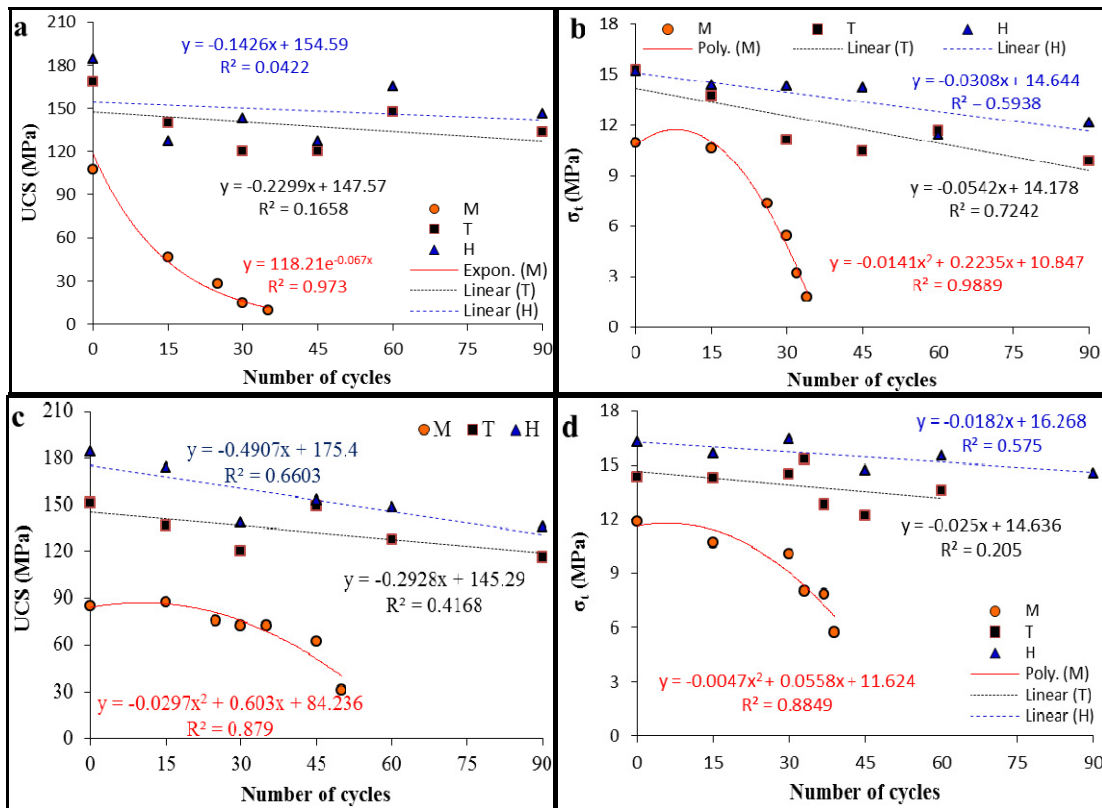 a
210
180
150
120
90
60
30
0
UCS (MPa)
y = -0.1426x + 154.59
R² = 0.0422
y = -0.2299x + 147.57
R² = 0.1658
y = 118.21e^-0.067x
R² = 0.973
M
T
H
Expon. (M)
Linear (T)
Linear (H)
0 15 30 45 60 75 90
Number of cycles
b
M T H
Poly. (M) Linear (T) Linear (H)
18
15
12
9
6
3
0
σt (MPa)
y = -0.0308x + 14.644
R² = 0.5938
y = -0.0542x + 14.178
R² = 0.7242
y = -0.0141x² + 0.2235x + 10.847
R² = 0.9889
0 15 30 45 60 75 90
Number of cycles
c
M T H
210
180
150
120
90
60
30
0
UCS (MPa)
y = -0.4907x + 175.4
R² = 0.6603
y = -0.2928x + 145.29
R² = 0.4168
y = -0.0297x² + 0.603x + 84.236
R² = 0.879
0 15 30 45 60 75 90
Number of cycles
d
18
15
12
9
6
3
0
σt (MPa)
y = -0.0182x + 16.268
R² = 0.575
y = -0.025x + 14.636
R² = 0.205
y = -0.0047x² + 0.0558x + 11.624
R² = 0.8849
M
T
H
Poly. (M)
Linear (T)
Linear (H)
0 15 30 45 60 75 90
Number of cycles